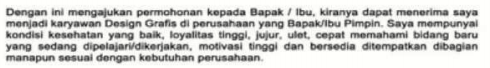 Dengan ini mengajukan permohonan kepada Bapak / Ibu, kiranya dapat menerima saya
menjadi karyawan Design Grafis di perusahaan yang Bapak/Ibu Pimpin. Saya mempunyai
kondisi kesehatan yang baik, loyalitas tinggi, jujur, ulet, cepat memahami bidang baru
yang sedang dipelajari/dikerjakan, motivasi tinggi dan bersedia ditempatkan dibagian
manapun sesuai dengan kebutuhan perusahaan.